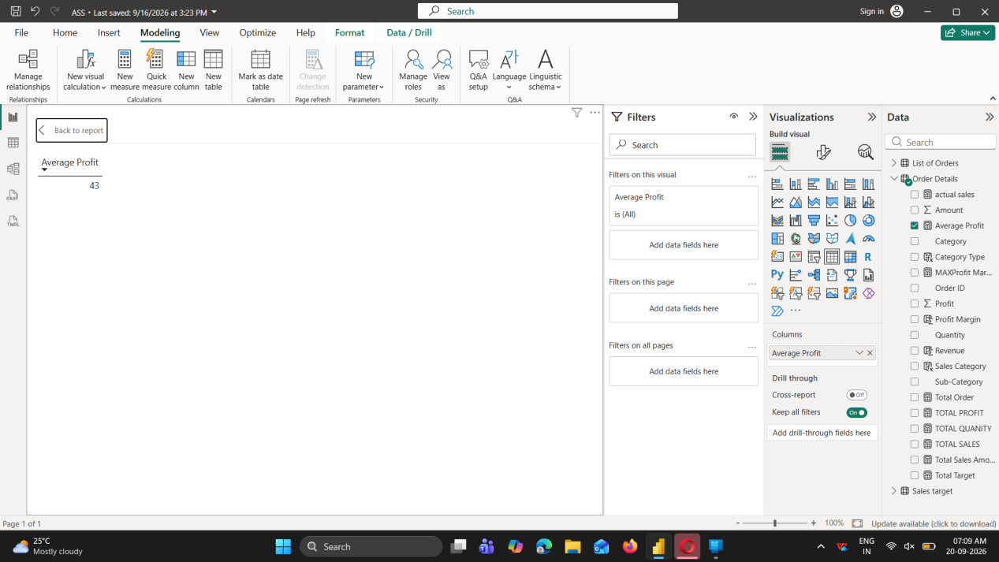 ASS • Last saved: 9/16/2026 at 3:23 PM
Search
Sign in
File Home Insert Modeling View Optimize Help Format Data / Drill
Share
Manage relationships
New visual calculation
New measure
Quick measure
New column
New table
Mark as date table
Change detection
New parameter
Manage roles
View as
Q&A setup
Language
Linguistic schema
Relationships
Calculations
Calendars
Page refresh
Parameters
Security
Q&A
Back to report
Average Profit
43
Filters
Search
Filters on this visual
...
Average Profit
is (All)
Add data fields here
Filters on this page
...
Add data fields here
Filters on all pages
...
Add data fields here
Visualizations
Build visual
123
R
Py
...
Columns
Average Profit
Drill through
Cross-report
Off
Keep all filters
On
Add drill-through fields here
Data
Search
List of Orders
Order Details
actual sales
Amount
Average Profit
Category
Category Type
MAXProfit Mar...
Order ID
Profit
Profit Margin
Quantity
Revenue
Sales Category
Sub-Category
Total Order
TOTAL PROFIT
TOTAL QUANITY
TOTAL SALES
Total Sales Amo...
Total Target
Sales target
DAX
TMDL
Page 1 of 1
- + 100%
Update available (click to download)
25°C
Mostly cloudy
Search
ENG
IN
07:09 AM
20-09-2026